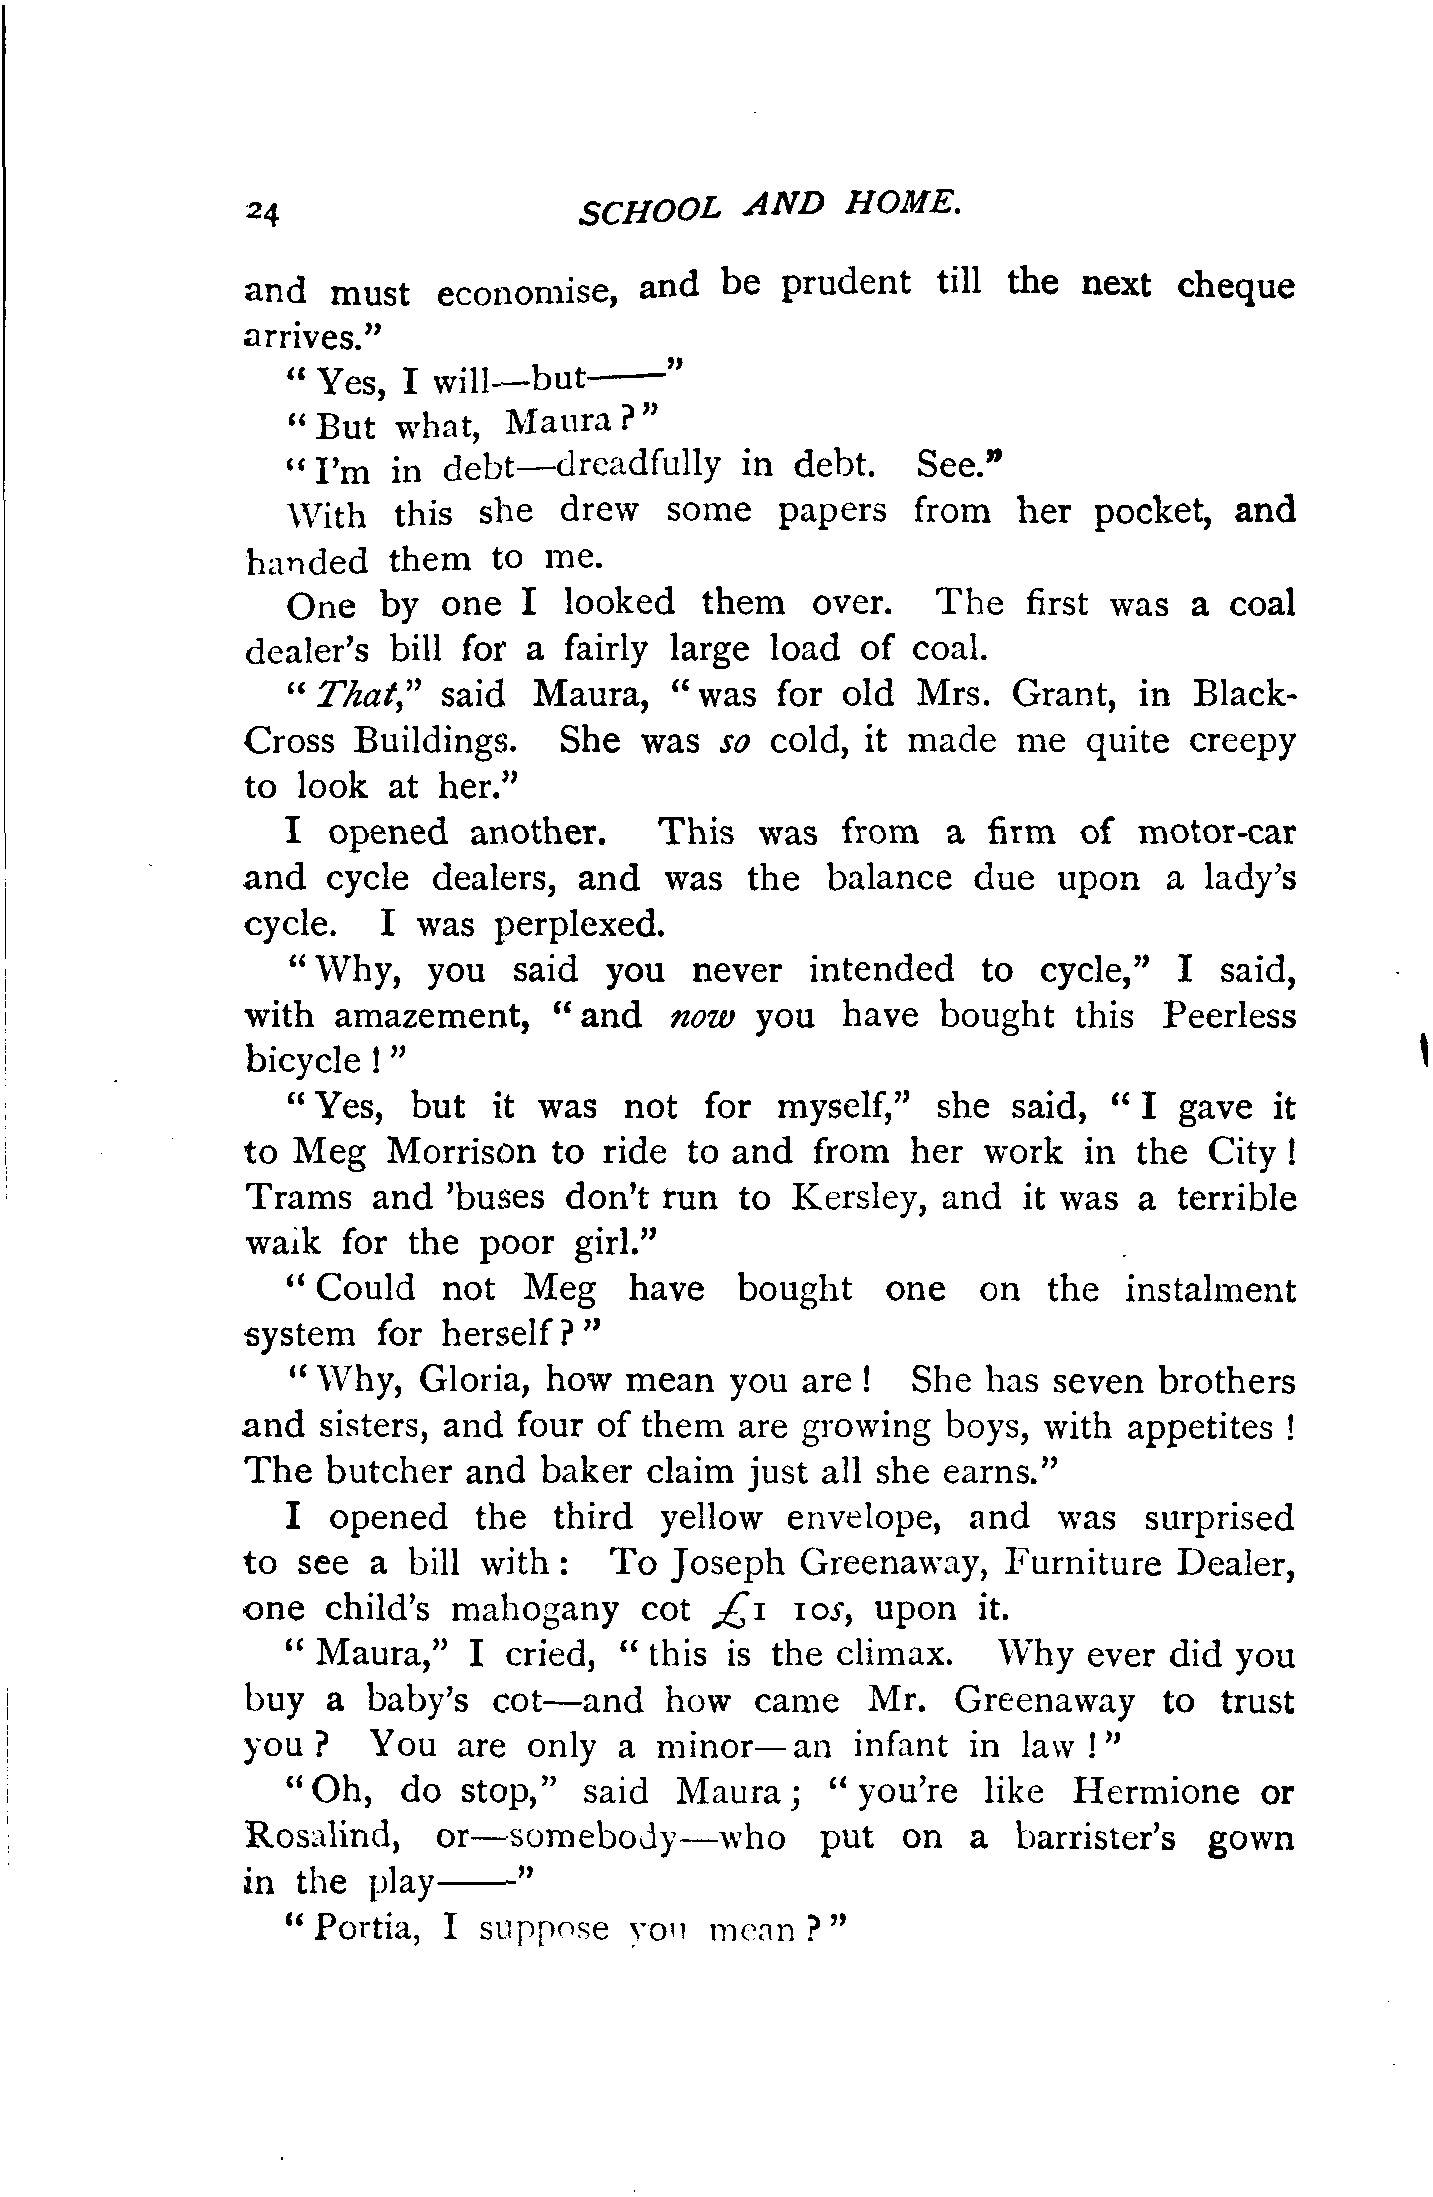 24 SCHOOL AND HOME.
and must economise, and be prudent till the next cheque
arrives."
"Yes, I will—but——"
"But what, Maura?"
"I'm in debt—dreadfully in debt. See."
With this she drew some papers from her pocket, and
handed them to me.
One by one I looked them over. The first was a coal
dealer's bill for a fairly large load of coal.
"That," said Maura, "was for old Mrs. Grant, in Black-
Cross Buildings. She was so cold, it made me quite creepy
to look at her."
I opened another. This was from a firm of motor-car
and cycle dealers, and was the balance due upon a lady's
cycle. I was perplexed.
"Why, you said you never intended to cycle," I said,
with amazement, "and now you have bought this Peerless
bicycle!"
"Yes, but it was not for myself," she said, "I gave it
to Meg Morrison to ride to and from her work in the City!
Trams and 'buses don't run to Kersley, and it was a terrible
walk for the poor girl."
"Could not Meg have bought one on the instalment
system for herself?"
"Why, Gloria, how mean you are! She has seven brothers
and sisters, and four of them are growing boys, with appetites!
The butcher and baker claim just all she earns."
I opened the third yellow envelope, and was surprised
to see a bill with: To Joseph Greenaway, Furniture Dealer,
one child's mahogany cot £1 10s, upon it.
"Maura," I cried, "this is the climax. Why ever did you
buy a baby's cot—and how came Mr. Greenaway to trust
you? You are only a minor—an infant in law!"
"Oh, do stop," said Maura; "you're like Hermione or
Rosalind, or—somebody—who put on a barrister's gown
in the play——"
"Portia, I suppose you mean?"